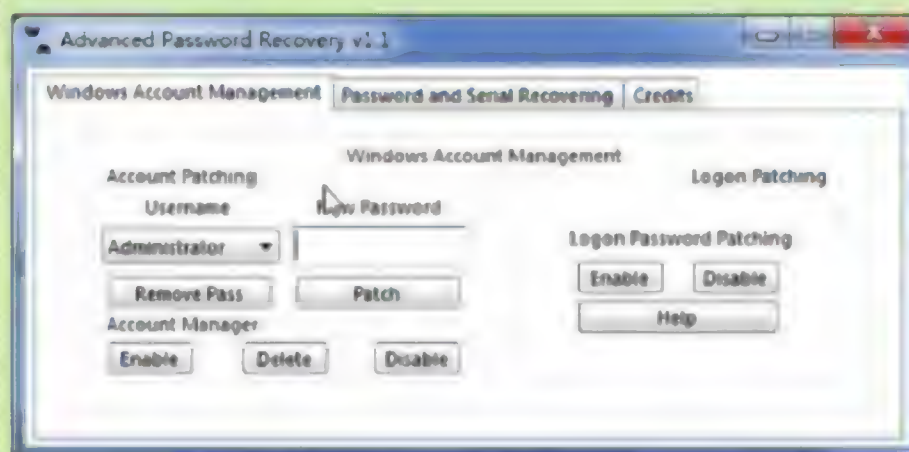 Advanced Password Recovery v1.1
Windows Account Management
Password and Serial Recovering
Credits
Windows Account Management
Account Patching
Logon Patching
Username
New Password
Administrator
Logon Password Patching
Enable
Disable
Remove Pass
Patch
Help
Account Manager
Enable
Delete
Disable